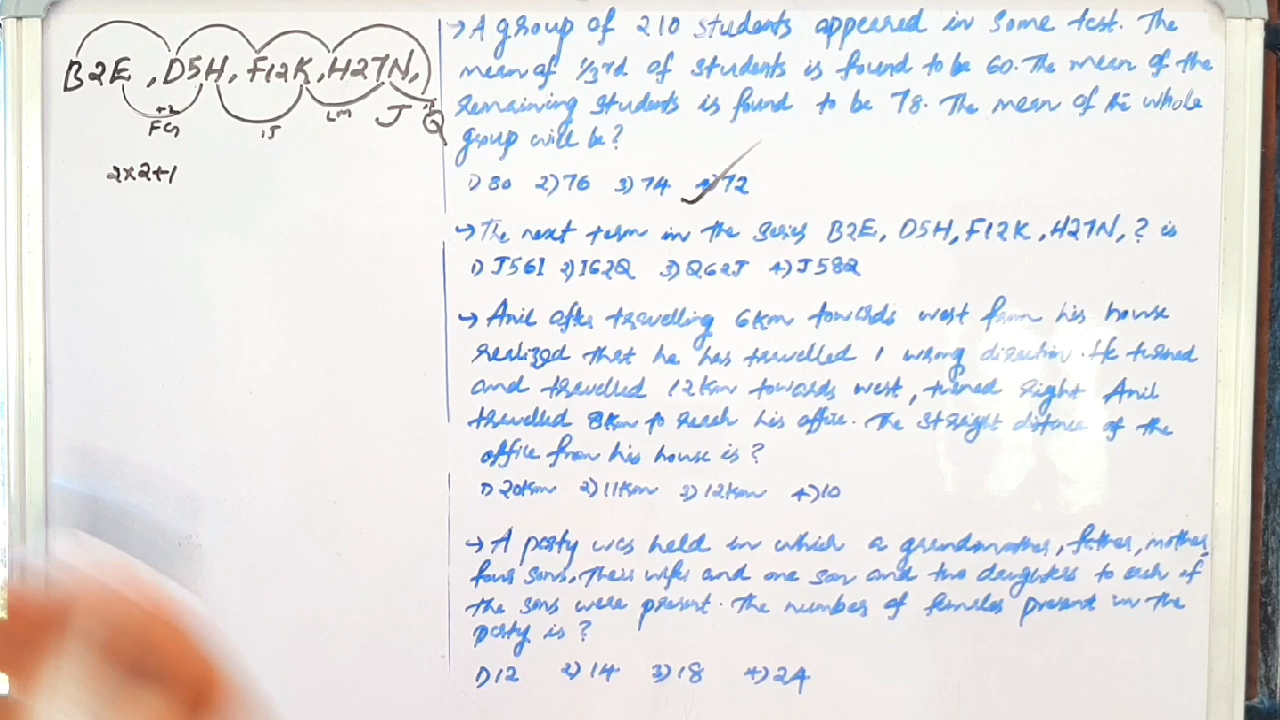 B2E, D5H, F12K, H27N,
+2
FG
IJ
LM
J
Q
2x2+1
→ A group of 210 students appeared in some test. The
mean of 1/3rd of students is found to be 60. The mean of the
remaining students is found to be 78. The mean of the whole
group will be?
1) 80 2) 76 3) 74 4) 72
→ The next term in the series B2E, D5H, F12K, H27N, ? is
1) J56I 2) I62Q 3) Q62J 4) J58Q
→ Anil after travelling 6km towards west from his house
realized that he has travelled 1 wrong direction. He turned
and travelled 12km towards west, turned right Anil
travelled 8km to reach his office. The straight distance of the
office from his house is?
1) 20km 2) 11km 3) 12km 4) 10
→ A party was held in which a grandmother, father, mother,
four sons, their wifes and one son and two daughters to each of
the sons were present. The number of females present in the
party is?
1) 12 2) 14 3) 18 4) 24